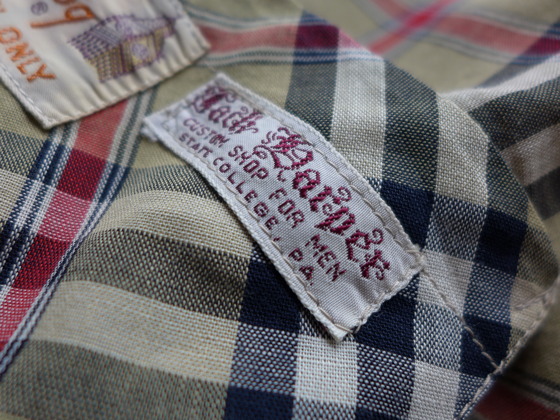 ONLY
Jack Harper
CUSTOM SHOP FOR MEN
STATE COLLEGE, PA.